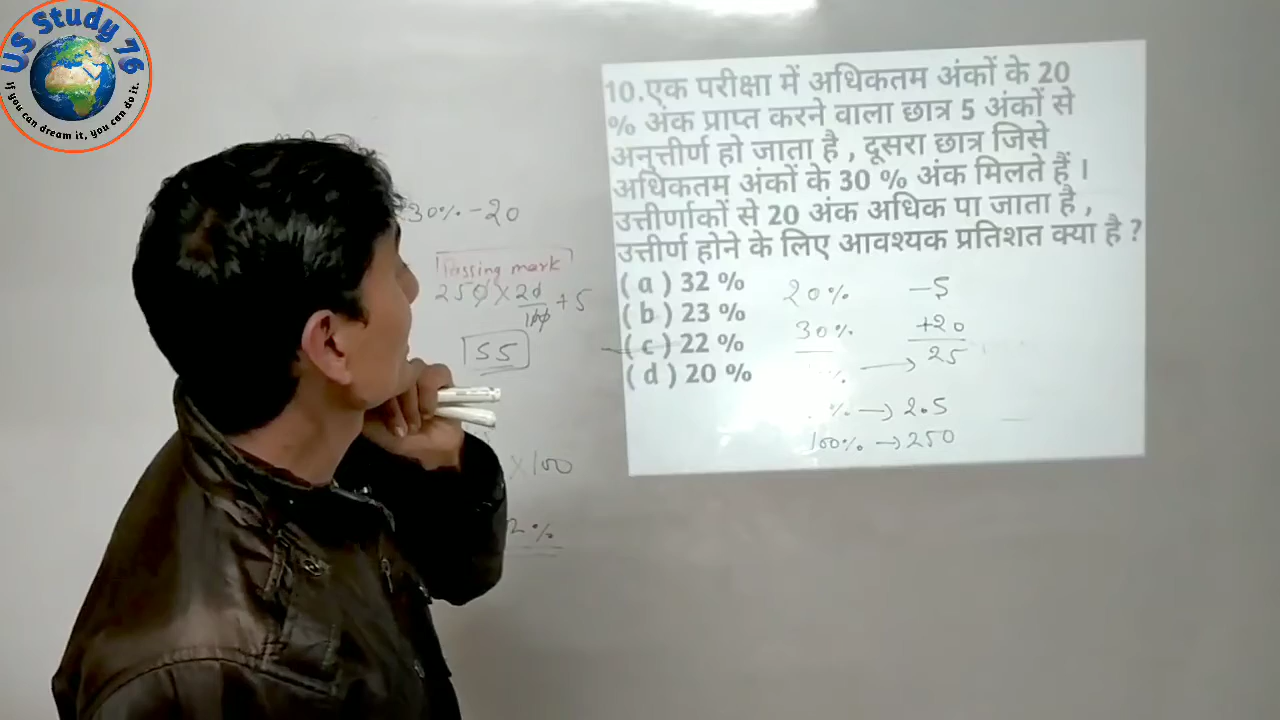 US Study 76
If you can dream it, you can do it.
10.एक परीक्षा में अधिकतम अंकों के 20
% अंक प्राप्त करने वाला छात्र 5 अंकों से
अनुत्तीर्ण हो जाता है , दूसरा छात्र जिसे
अधिकतम अंकों के 30 % अंक मिलते हैं ।
उत्तीर्णाकों से 20 अंक अधिक पा जाता है ,
उत्तीर्ण होने के लिए आवश्यक प्रतिशत क्या है ?
( a ) 32 %
( b ) 23 %
( c ) 22 %
( d ) 20 %
20% -5
30% +20
% → 25
% → 2.5
100% → 250
30% -20
Passing mark
250 × 20/100 + 5
55
×100
2%